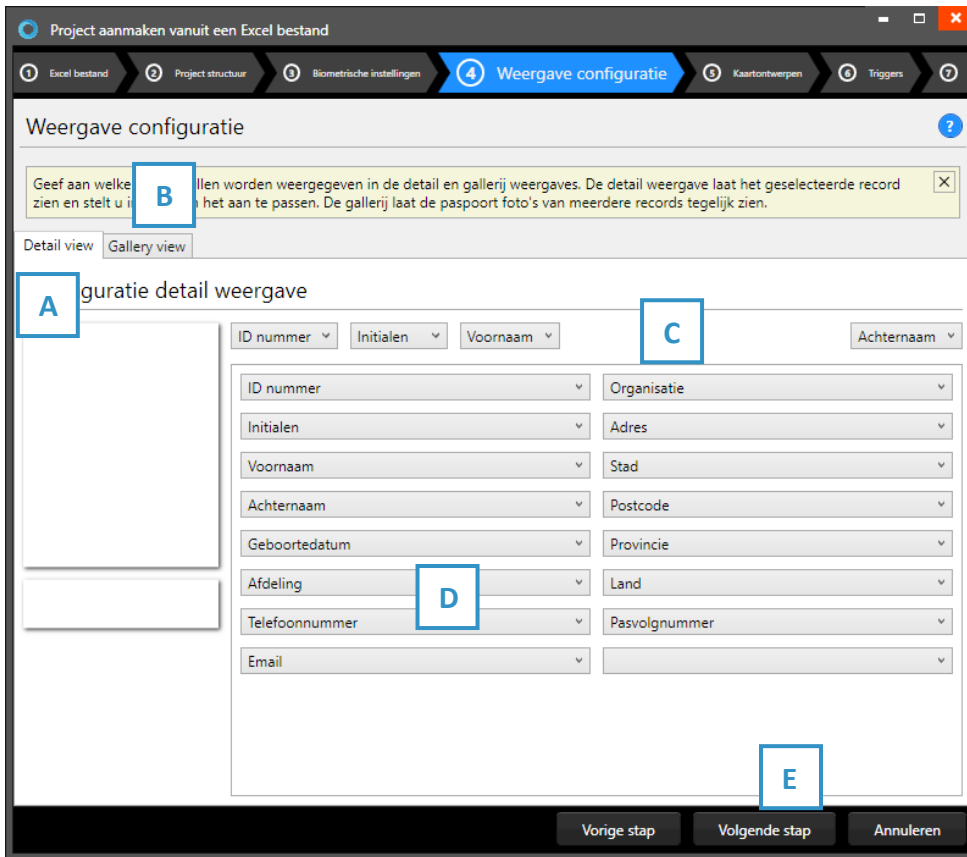 Project aanmaken vanuit een Excel bestand
1 Excel bestand 2 Project structuur 3 Biometrische instellingen 4 Weergave configuratie 5 Kaartontwerpen 6 Triggers 7
Weergave configuratie ?
Geef aan welke llen worden weergegeven in de detail en gallerij weergaves. De detail weergave laat het geselecteerde record
B
zien en stelt u i het aan te passen. De gallerij laat de paspoort foto's van meerdere records tegelijk zien.
Detail view Gallery view
A guratie detail weergave
C
ID nummer Initialen Voornaam Achternaam
ID nummer Organisatie
Initialen Adres
Voornaam Stad
Achternaam Postcode
Geboortedatum Provincie
Afdeling Land
D
Telefoonnummer Pasvolgnummer
Email
E
Vorige stap Volgende stap Annuleren